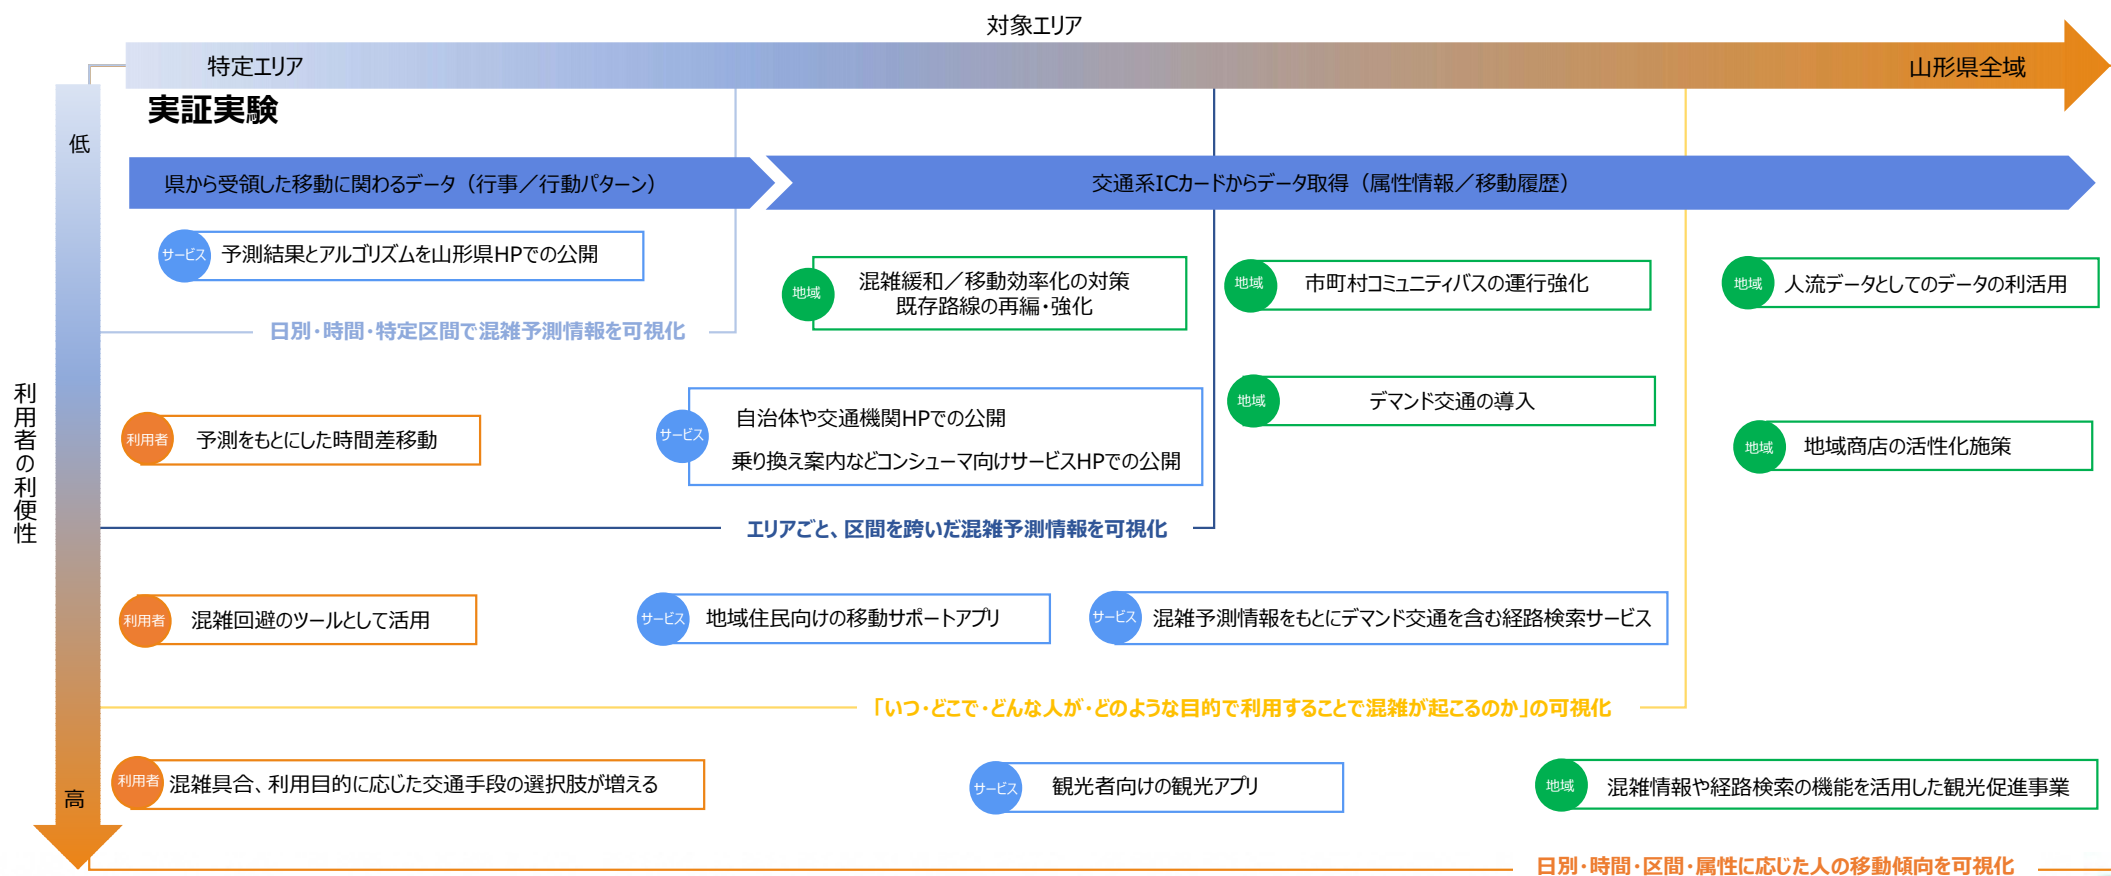 対象エリア
特定エリア
山形県全域
実証実験
低
県から受領した移動に関わるデータ（行事／行動パターン）
交通系ICカードからデータ取得（属性情報／移動履歴）
サービス
予測結果とアルゴリズムを山形県HPでの公開
地域
混雑緩和／移動効率化の対策
既存路線の再編・強化
地域
市町村コミュニティバスの運行強化
地域
人流データとしてのデータの利活用
日別・時間・特定区間で混雑予測情報を可視化
利用者の利便性
利用者
予測をもとにした時間差移動
サービス
自治体や交通機関HPでの公開
乗り換え案内などコンシューマ向けサービスHPでの公開
地域
デマンド交通の導入
地域
地域商店の活性化施策
エリアごと、区間を跨いだ混雑予測情報を可視化
利用者
混雑回避のツールとして活用
サービス
地域住民向けの移動サポートアプリ
サービス
混雑予測情報をもとにデマンド交通を含む経路検索サービス
「いつ・どこで・どんな人が・どのような目的で利用することで混雑が起こるのか」の可視化
高
利用者
混雑具合、利用目的に応じた交通手段の選択肢が増える
サービス
観光者向けの観光アプリ
地域
混雑情報や経路検索の機能を活用した観光促進事業
日別・時間・区間・属性に応じた人の移動傾向を可視化